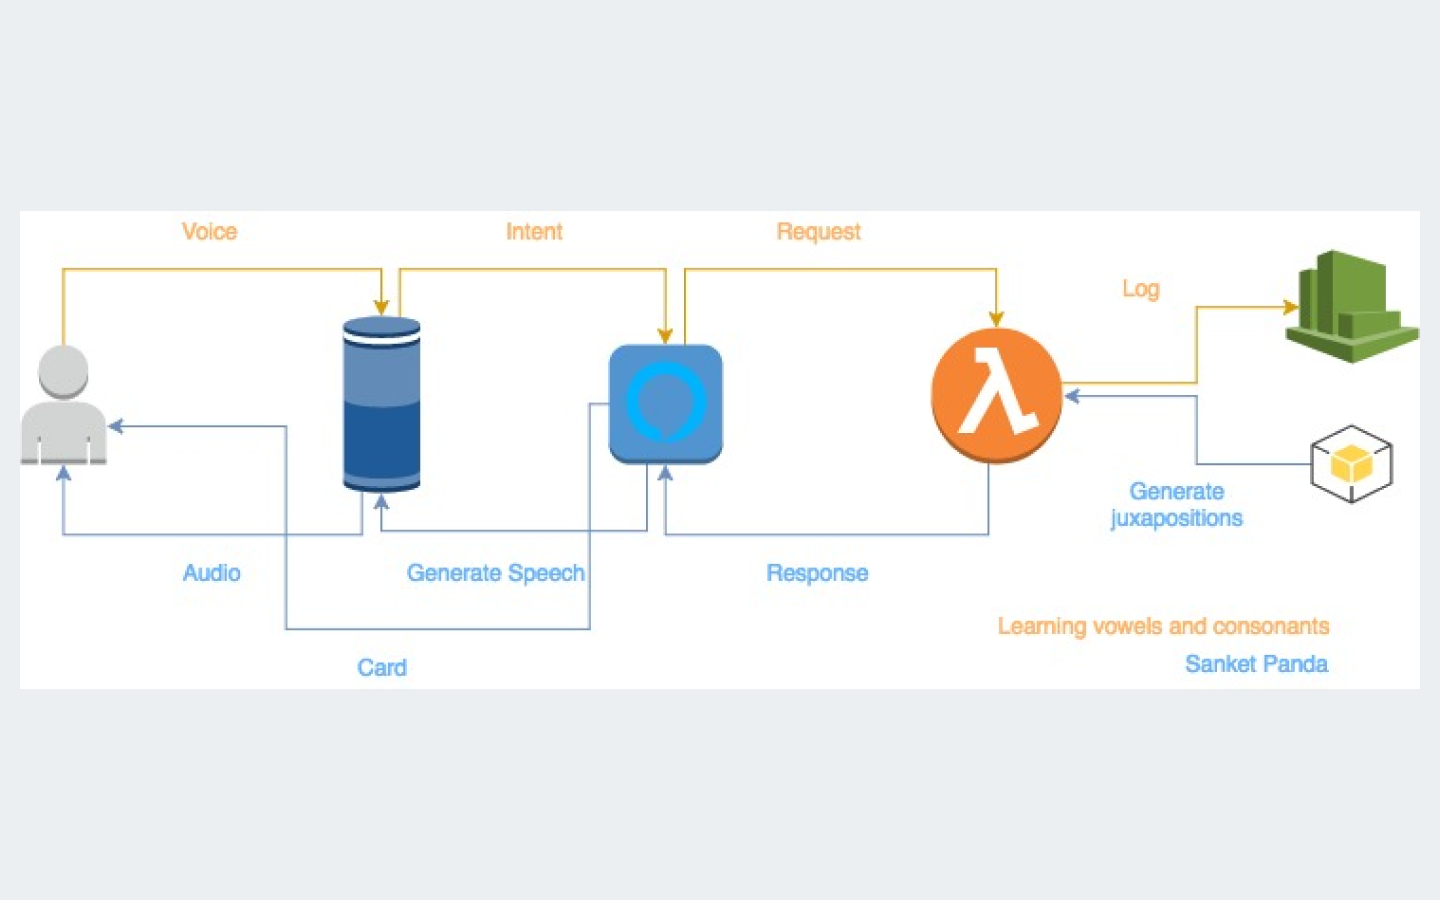 Voice
Intent
Request
Log
Generate
juxapositions
Audio
Generate Speech
Response
Learning vowels and consonants
Card
Sanket Panda